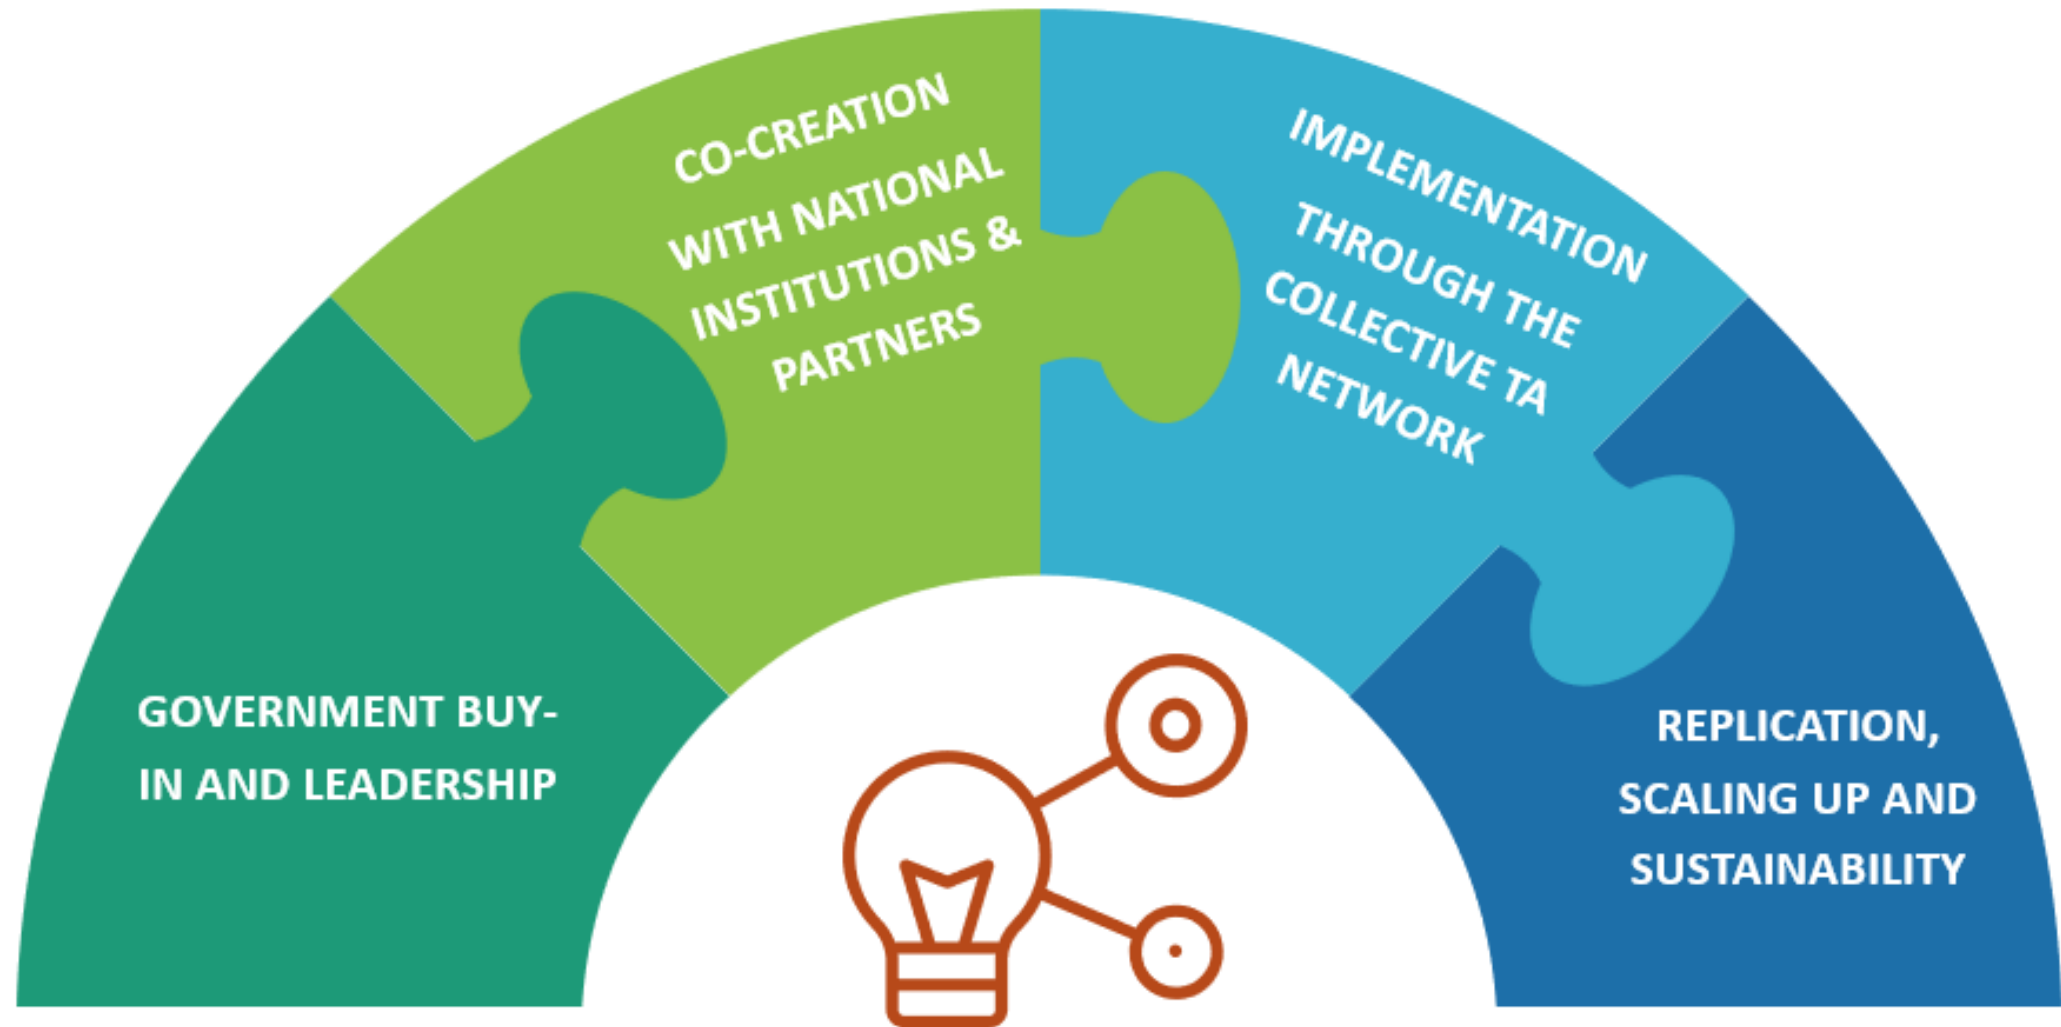 GOVERNMENT BUY-
IN AND LEADERSHIP
CO-CREATION
WITH NATIONAL
INSTITUTIONS &
PARTNERS
IMPLEMENTATION
THROUGH THE
COLLECTIVE TA
NETWORK
REPLICATION,
SCALING UP AND
SUSTAINABILITY